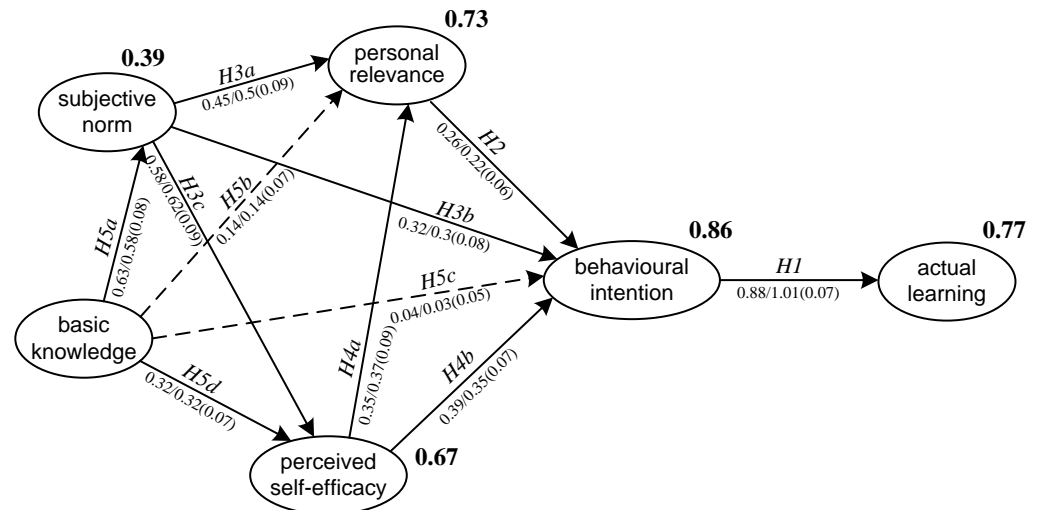 0.73
personal
relevance
0.39
subjective
norm
H3a
0.45/0.5(0.09)
H2
0.26/0.22(0.06)
H5b
0.14/0.14(0.07)
H3c
0.58/0.62(0.09)
H3b
0.32/0.3(0.08)
H5a
0.63/0.58(0.08)
0.86
behavioural
intention
H1
0.88/1.01(0.07)
0.77
actual
learning
H5c
0.04/0.03(0.05)
basic
knowledge
H5d
0.32/0.32(0.07)
H4a
0.35/0.37(0.09)
H4b
0.39/0.35(0.07)
perceived
self-efficacy
0.67